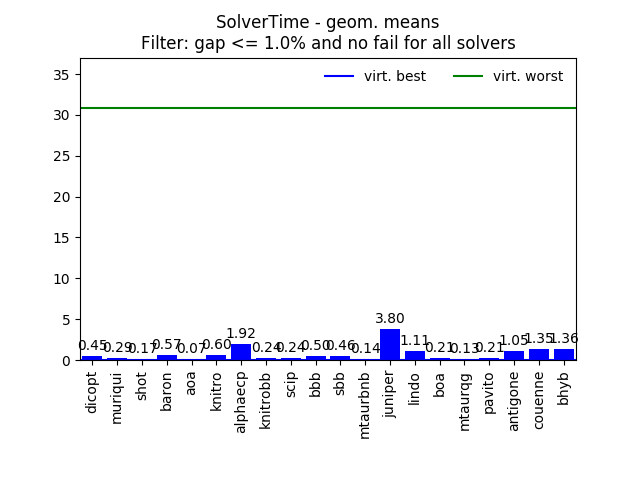 SolverTime - geom. means
Filter: gap <= 1.0% and no fail for all solvers
virt. best
virt. worst
35
30
25
20
15
10
5
0
0.45
0.29
0.17
0.57
0.07
0.60
1.92
0.24
0.24
0.50
0.46
0.14
3.80
1.11
0.21
0.13
0.21
1.05
1.35
1.36
dicopt
muriqui
shot
baron
aoa
knitro
alphaecp
knitrobb
scip
bbb
sbb
mtaurbnb
juniper
lindo
boa
mtaurqg
pavito
antigone
couenne
bhyb